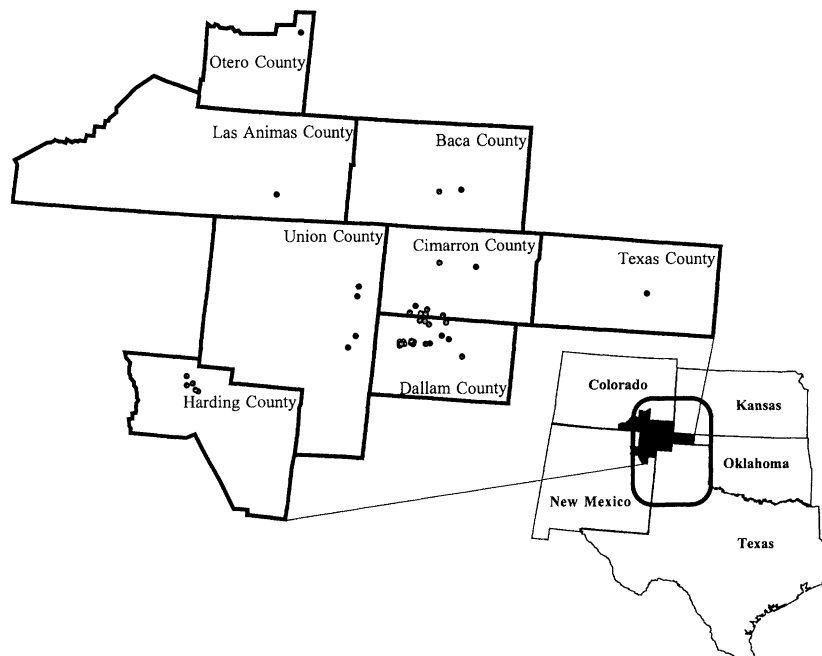 Otero County
Las Animas County
Baca County
Union County
Cimarron County
Texas County
Dallam County
Harding County
Colorado
Kansas
Oklahoma
New Mexico
Texas